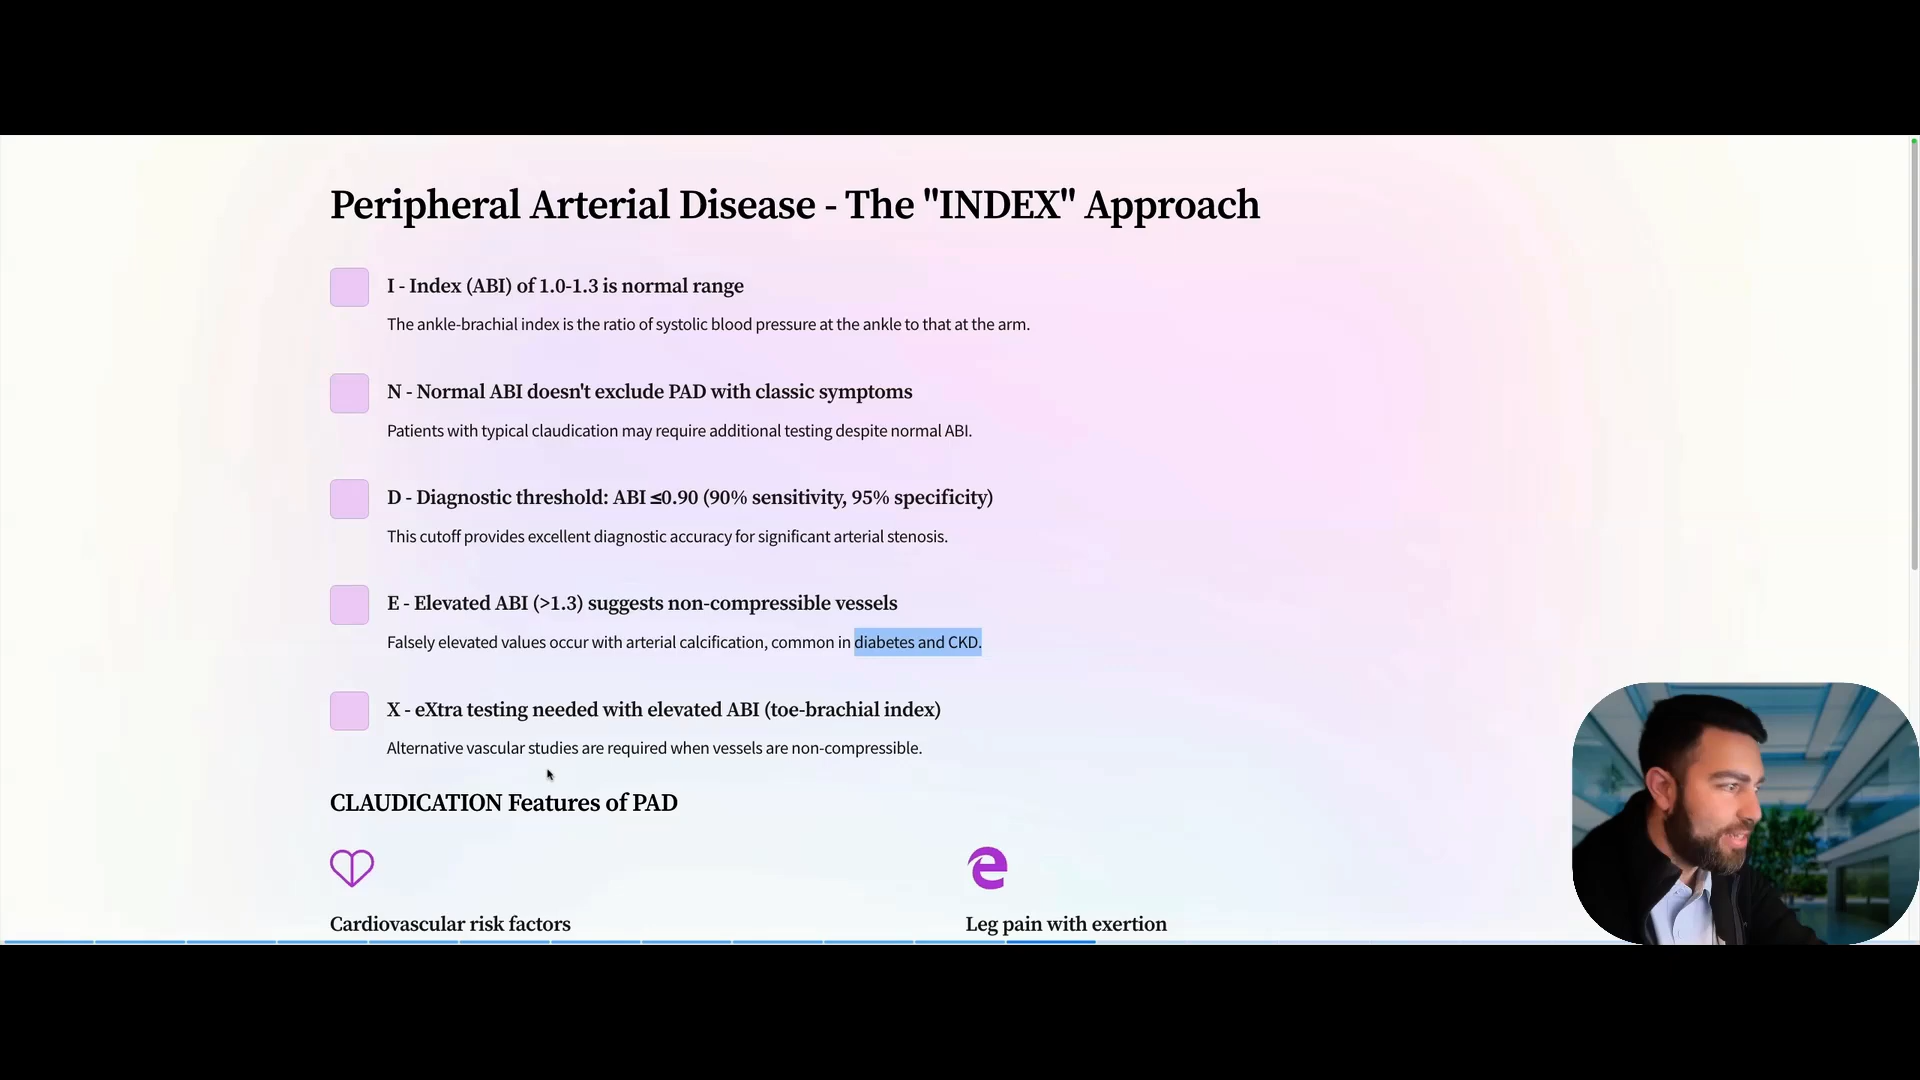 Peripheral Arterial Disease - The "INDEX" Approach
I - Index (ABI) of 1.0-1.3 is normal range
The ankle-brachial index is the ratio of systolic blood pressure at the ankle to that at the arm.
N - Normal ABI doesn't exclude PAD with classic symptoms
Patients with typical claudication may require additional testing despite normal ABI.
D - Diagnostic threshold: ABI ≤0.90 (90% sensitivity, 95% specificity)
This cutoff provides excellent diagnostic accuracy for significant arterial stenosis.
E - Elevated ABI (>1.3) suggests non-compressible vessels
Falsely elevated values occur with arterial calcification, common in diabetes and CKD.
X - eXtra testing needed with elevated ABI (toe-brachial index)
Alternative vascular studies are required when vessels are non-compressible.
CLAUDICATION Features of PAD
Cardiovascular risk factors
Leg pain with exertion